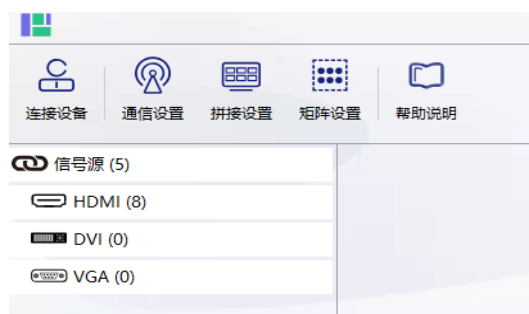 连接设备 通信设置 拼接设置 矩阵设置 帮助说明
信号源 (5)
HDMI (8)
DVI (0)
VGA (0)